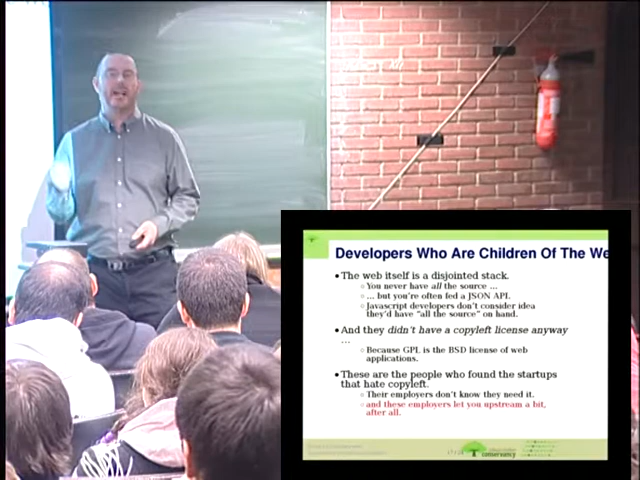 Developers Who Are Children Of The We
• The web itself is a disjointed stack.
◦ You never have all the source ...
◦ ... but you're often fed a JSON API.
◦ Javascript developers don't consider idea
they'd have "all the source" on hand.
• And they didn't have a copyleft license anyway
...
◦ Because GPL is the BSD license of web
applications.
• These are the people who found the startups
that hate copyleft.
◦ Their employers don't know they need it.
◦ and these employers let you upstream a bit,
after all.
conservancy